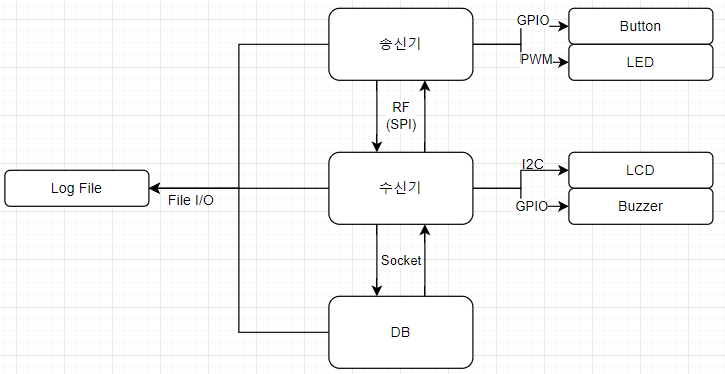 송신기
GPIO
Button
PWM
LED
RF
(SPI)
Log File
File I/O
수신기
I2C
LCD
GPIO
Buzzer
Socket
DB